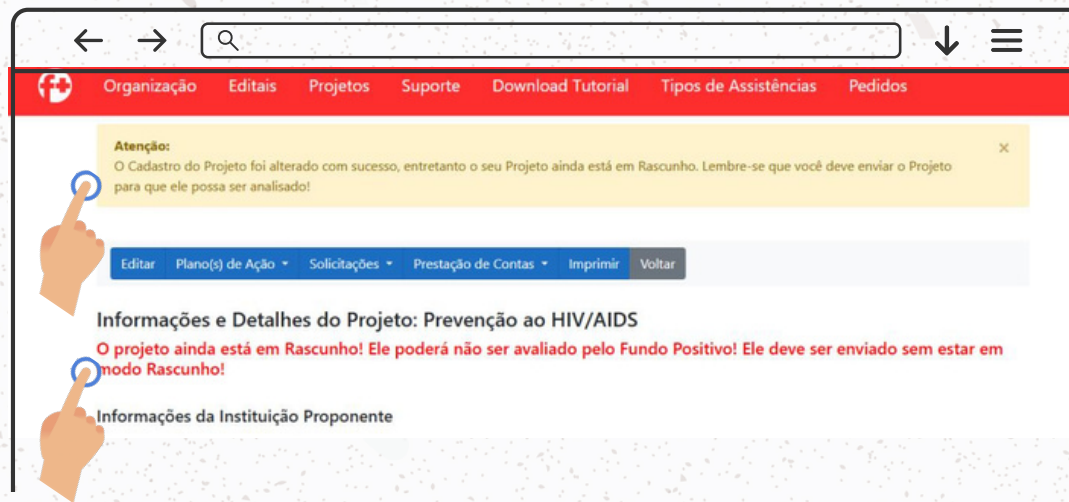 Organização Editais Projetos Suporte Download Tutorial Tipos de Assistências Pedidos
Atenção:
O Cadastro do Projeto foi alterado com sucesso, entretanto o seu Projeto ainda está em Rascunho. Lembre-se que você deve enviar o Projeto
para que ele possa ser analisado!
Editar Plano(s) de Ação Solicitações Prestação de Contas Imprimir Voltar
Informações e Detalhes do Projeto: Prevenção ao HIV/AIDS
O projeto ainda está em Rascunho! Ele poderá não ser avaliado pelo Fundo Positivo! Ele deve ser enviado sem estar em
modo Rascunho!
Informações da Instituição Proponente